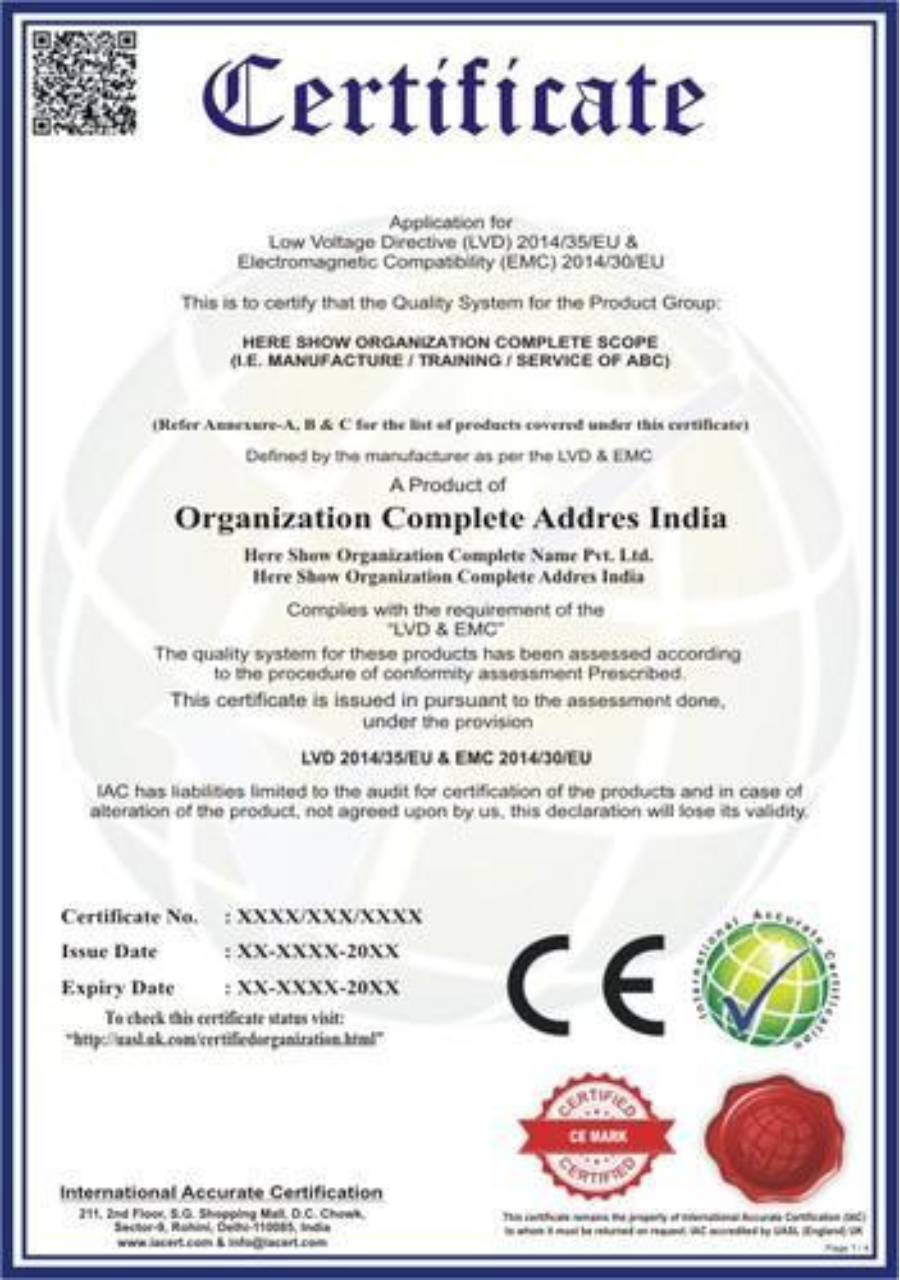 Certificate
Application for
Low Voltage Directive (LVD) 2014/35/EU &
Electromagnetic Compatibility (EMC) 2014/30/EU
This is to certify that the Quality System for the Product Group:
HERE SHOW ORGANIZATION COMPLETE SCOPE
(I.E. MANUFACTURE / TRAINING / SERVICE OF ABC)
(Refer Annexure-A, B & C for the list of products covered under this certificate)
Defined by the manufacturer as per the LVD & EMC
A Product of
Organization Complete Addres India
Here Show Organization Complete Name Pvt. Ltd.
Here Show Organization Complete Addres India
Complies with the requirement of the
"LVD & EMC"
The quality system for these products has been assessed according
to the procedure of conformity assessment Prescribed.
This certificate is issued in pursuant to the assessment done,
under the provision
LVD 2014/35/EU & EMC 2014/30/EU
IAC has liabilities limited to the audit for certification of the products and in case of
alteration of the product, not agreed upon by us, this declaration will lose its validity.
Certificate No. : XXXX/XXX/XXXX
Issue Date : XX-XXXX-20XX
Expiry Date : XX-XXXX-20XX
To check this certificate status visit:
"http://uasl.uk.com/certifiedorganization.html"
CE
International Accurate Certification
CERTIFIED
CE MARK
CERTIFIED
International Accurate Certification
211, 2nd Floor, S.G. Shopping Mall, D.C. Chowk,
Sector-9, Rohini, Delhi-110085, India
www.iacert.com & info@iacert.com
This certificate remains the property of International Accurate Certification (IAC)
to whom it must be returned on request. IAC accredited by UASL (England) UK
Page 1 / 4